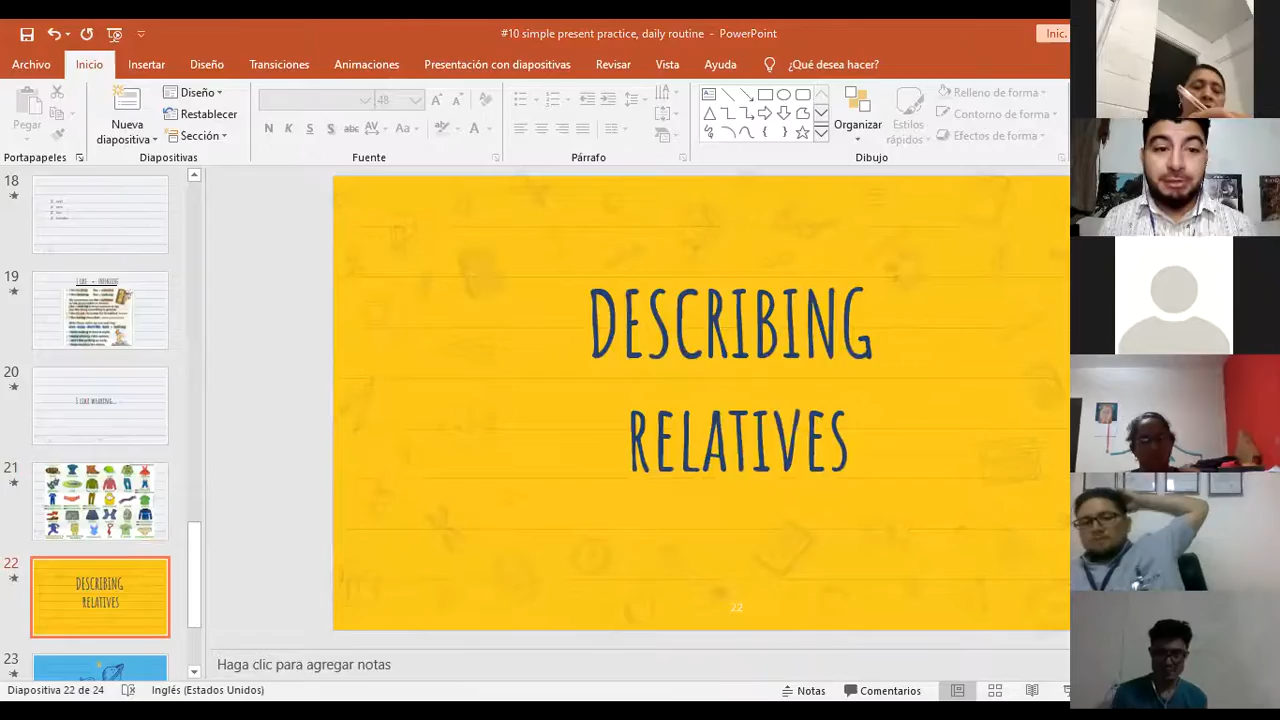 #10 simple present practice, daily routine - PowerPoint
Inic.
Archivo
Inicio
Insertar
Diseño
Transiciones
Animaciones
Presentación con diapositivas
Revisar
Vista
Ayuda
¿Qué desea hacer?
Pegar
Nueva
diapositiva
Diseño
Restablecer
Sección
48
N
K
S
S
abc
AV
Aa
A
Organizar
Estilos
rápidos
Relleno de forma
Contorno de forma
Efectos de forma
Portapapeles
Diapositivas
Fuente
Párrafo
Dibujo
18
19
20
I LIKE WEARING...
21
22
DESCRIBING
RELATIVES
23
DESCRIBING
RELATIVES
22
Haga clic para agregar notas
Diapositiva 22 de 24
Inglés (Estados Unidos)
Notas
Comentarios